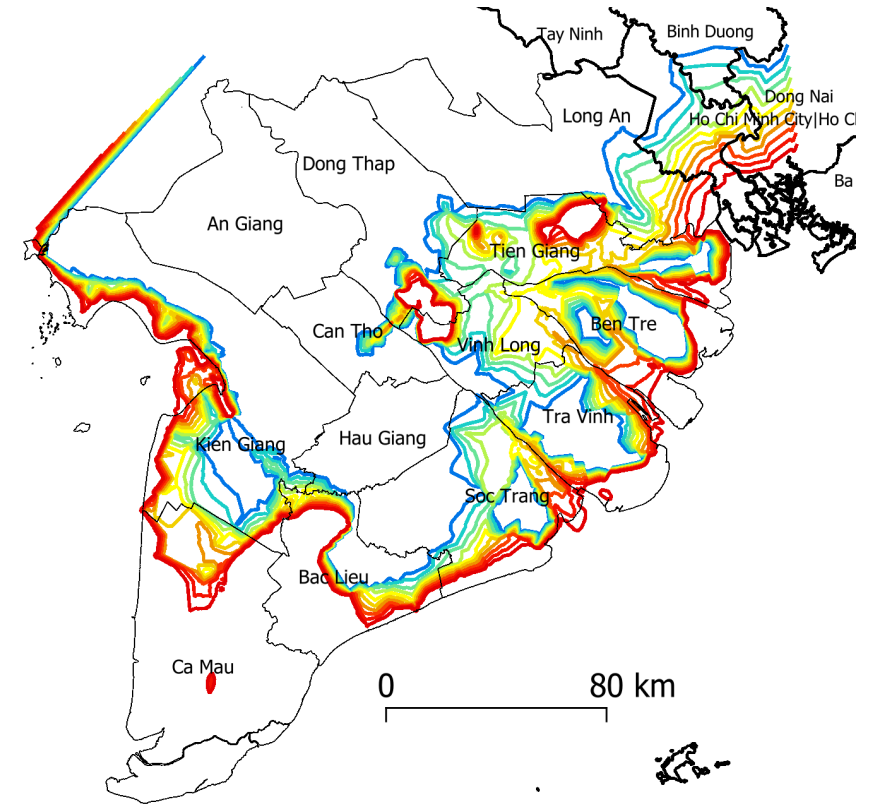 Tay Ninh
Binh Duong
Long An
Dong Nai
Ho Chi Minh City|Ho Ch
Dong Thap
Ba
An Giang
Tien Giang
Can Tho
Ben Tre
Vinh Long
Tra Vinh
Kien Giang
Hau Giang
Soc Trang
Bac Lieu
Ca Mau
0
80 km